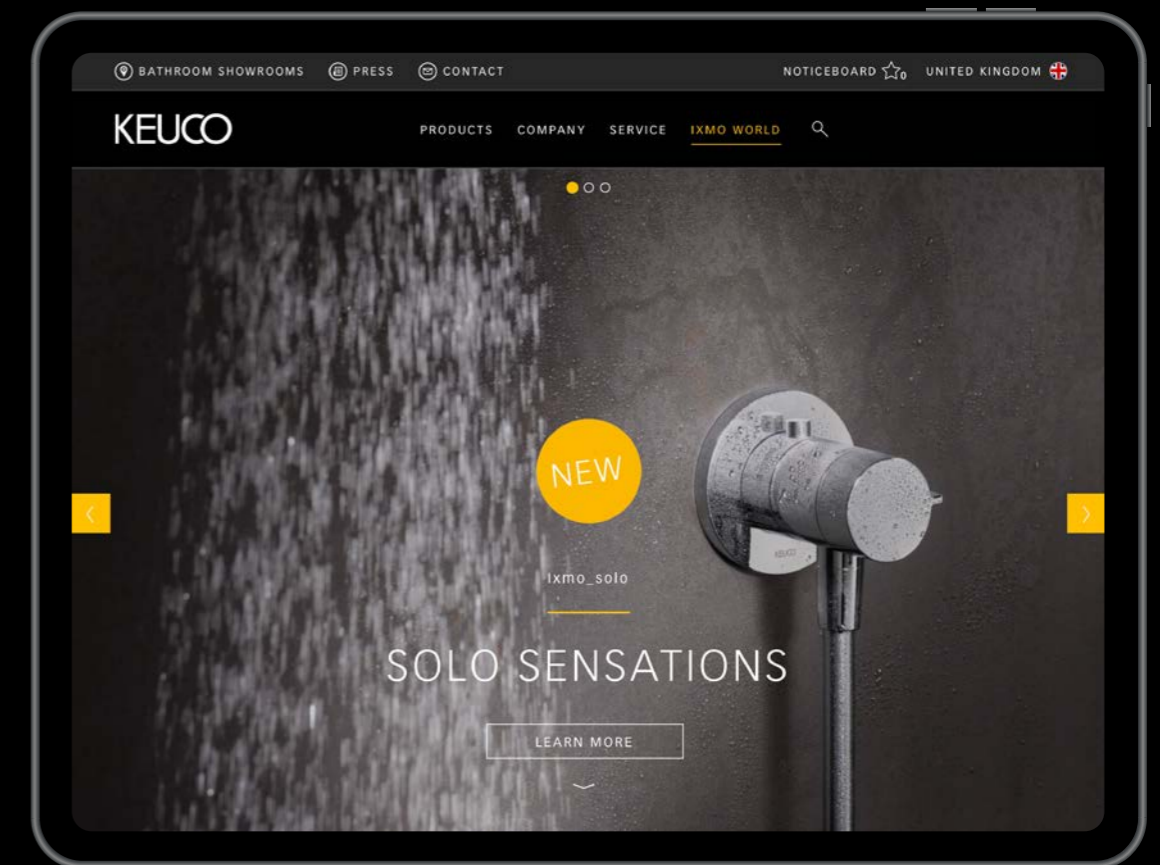 BATHROOM SHOWROOMS PRESS CONTACT NOTICEBOARD 0 UNITED KINGDOM
KEUCO PRODUCTS COMPANY SERVICE IXMO WORLD
NEW
KEUCO
ixmo_solo
SOLO SENSATIONS
LEARN MORE